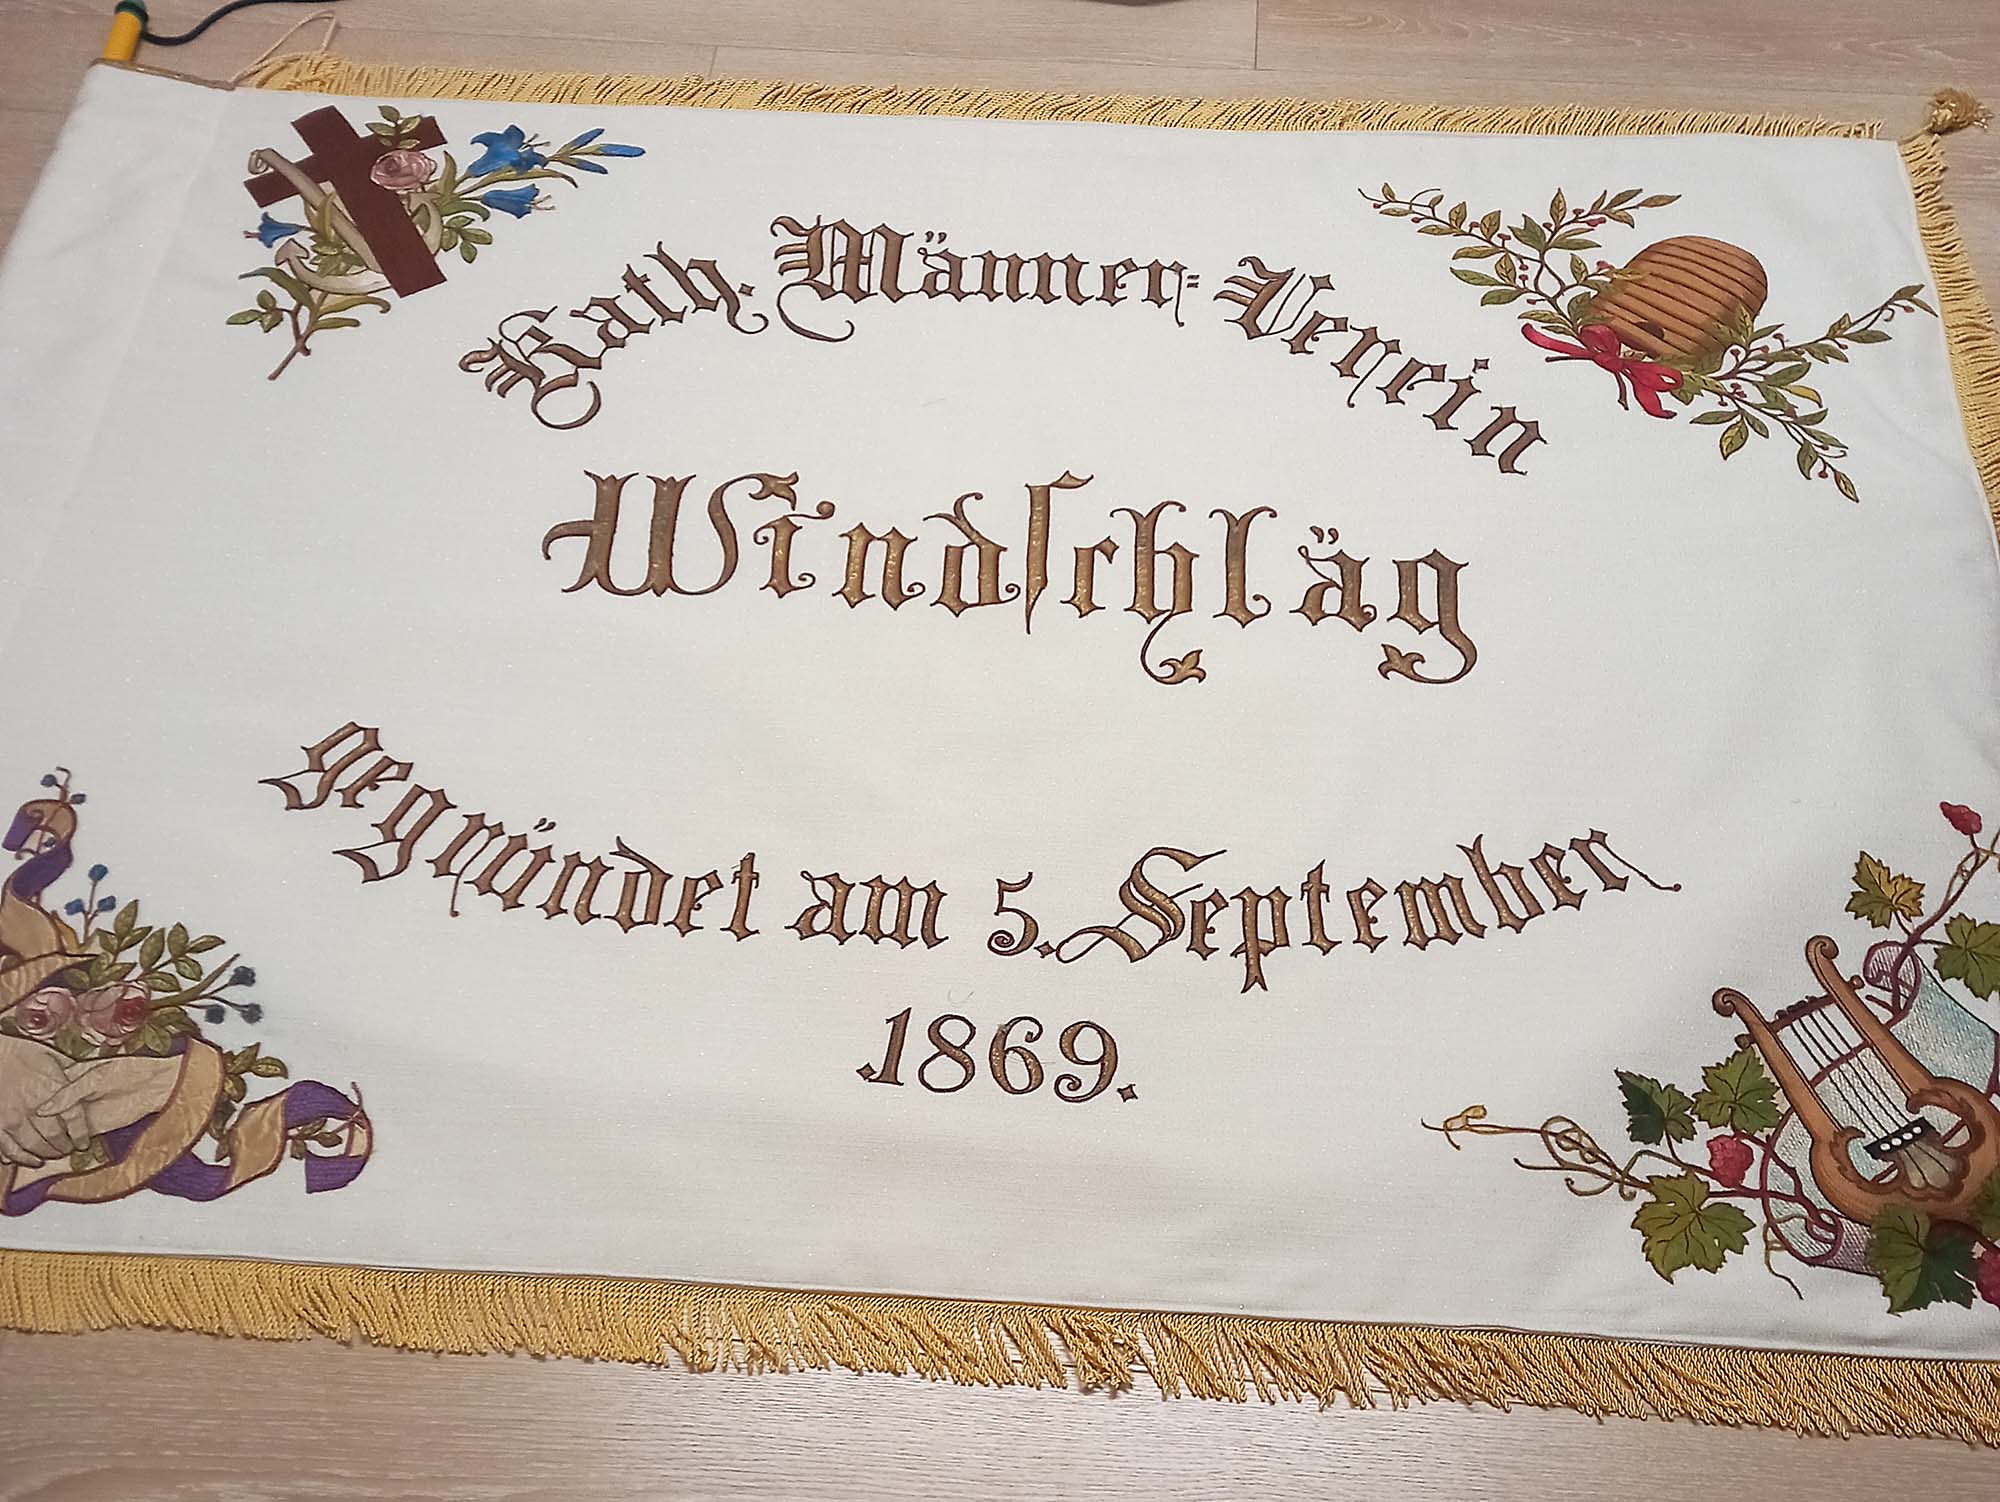 Kath. Männer-Verein
Windschläg
gegründet am 5. September
.1869.